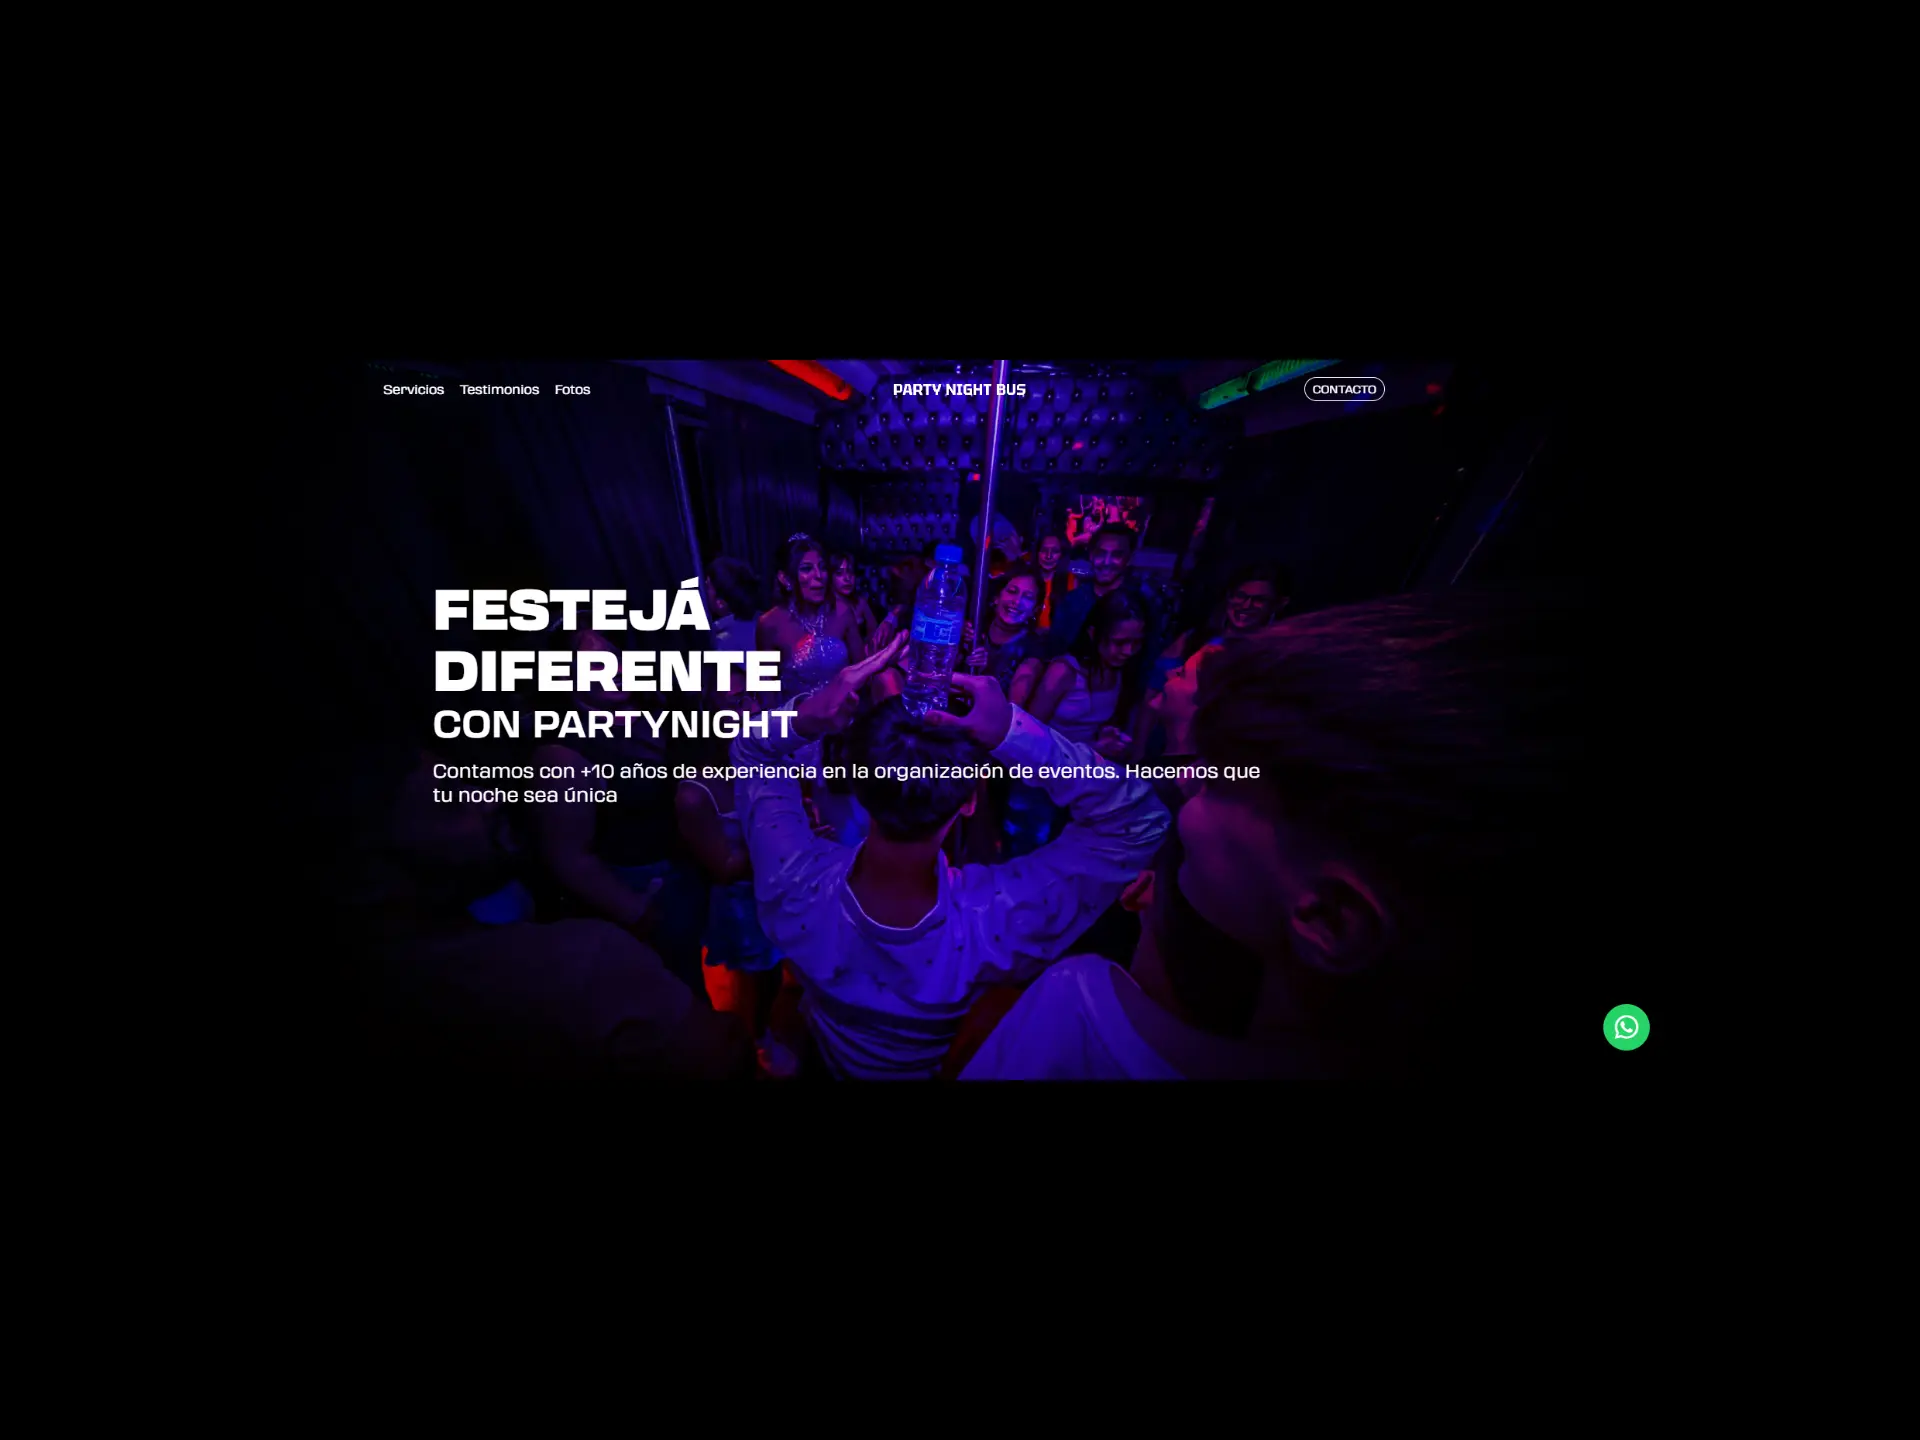 Servicios Testimonios Fotos
PARTY NIGHT BUS
CONTACTO
FESTEJÁ
DIFERENTE
CON PARTYNIGHT
Contamos con +10 años de experiencia en la organización de eventos. Hacemos que
tu noche sea única